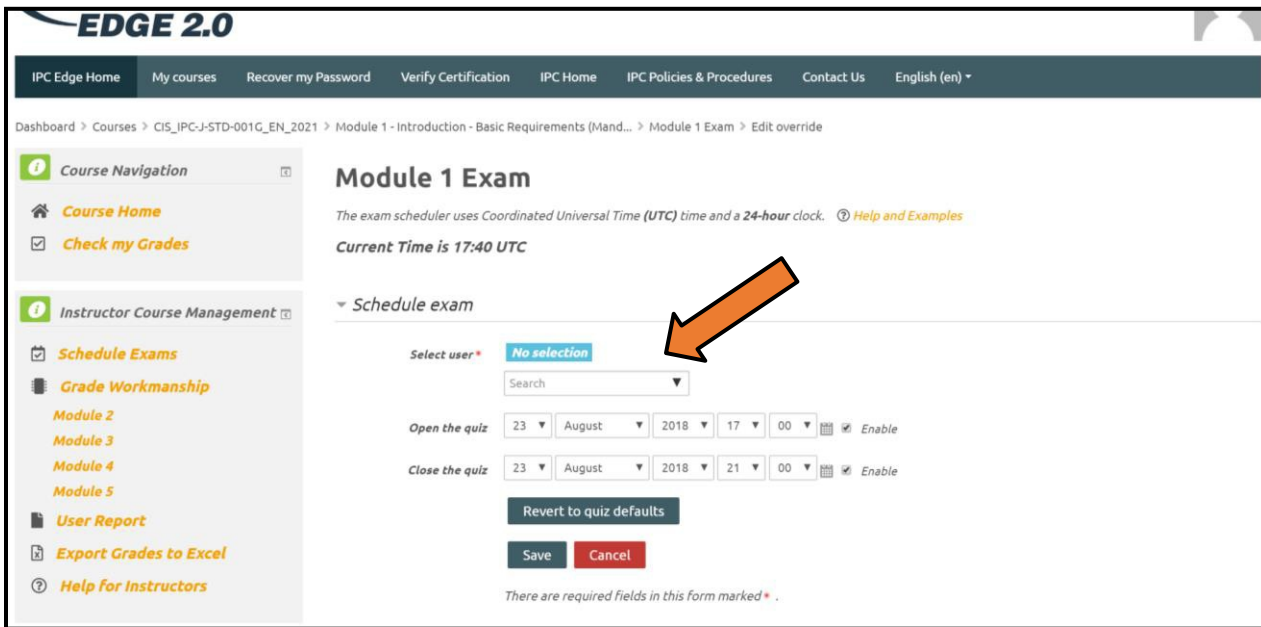 EDGE 2.0
IPC Edge Home My courses Recover my Password Verify Certification IPC Home IPC Policies & Procedures Contact Us English (en)
Dashboard > Courses > CIS_IPC-J-STD-001G_EN_2021 > Module 1 - Introduction - Basic Requirements (Mand... > Module 1 Exam > Edit override
Course Navigation
Course Home
Check my Grades
Instructor Course Management
Schedule Exams
Grade Workmanship
Module 2
Module 3
Module 4
Module 5
User Report
Export Grades to Excel
Help for Instructors
Module 1 Exam
The exam scheduler uses Coordinated Universal Time (UTC) time and a 24-hour clock. Help and Examples
Current Time is 17:40 UTC
Schedule exam
Select user* No selection
Search
Open the quiz 23 August 2018 17 00 Enable
Close the quiz 23 August 2018 21 00 Enable
Revert to quiz defaults
Save Cancel
There are required fields in this form marked * .